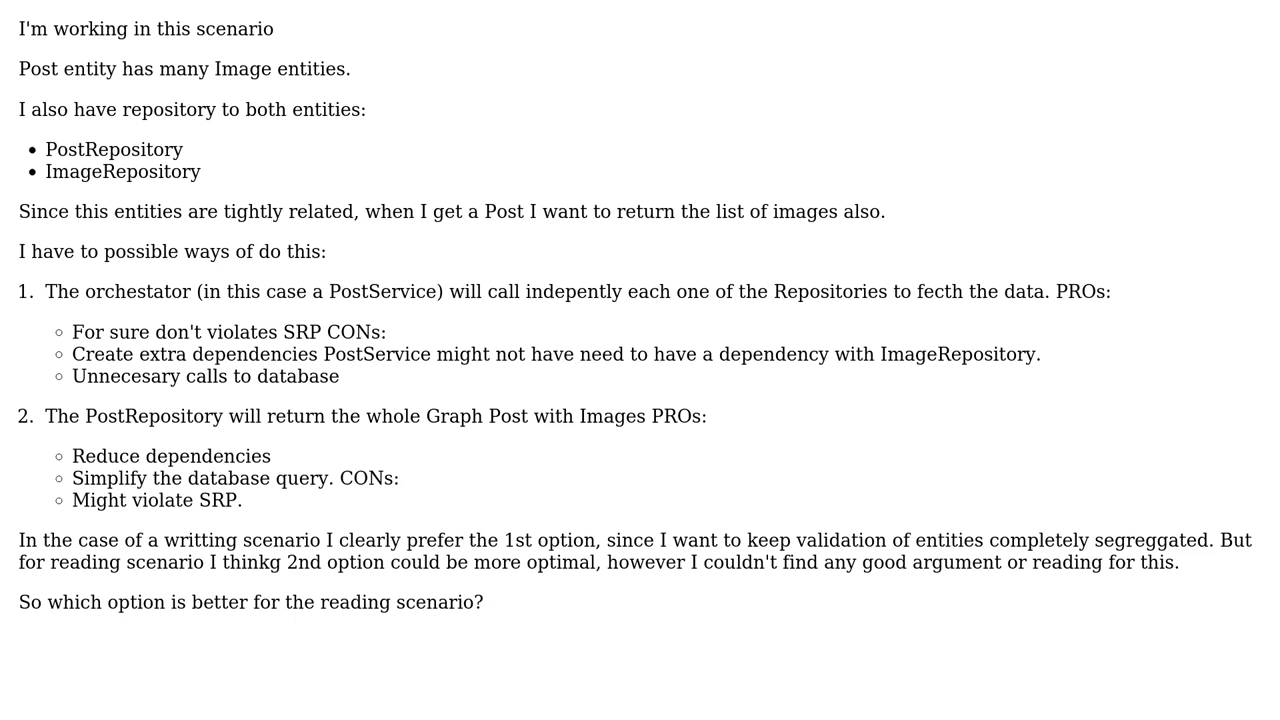 I'm working in this scenario
Post entity has many Image entities.
I also have repository to both entities:
• PostRepository
• ImageRepository
Since this entities are tightly related, when I get a Post I want to return the list of images also.
I have to possible ways of do this:
1. The orchestator (in this case a PostService) will call indepently each one of the Repositories to fecth the data. PROs:
◦ For sure don't violates SRP CONs:
◦ Create extra dependencies PostService might not have need to have a dependency with ImageRepository.
◦ Unnecesary calls to database
2. The PostRepository will return the whole Graph Post with Images PROs:
◦ Reduce dependencies
◦ Simplify the database query. CONs:
◦ Might violate SRP.
In the case of a writting scenario I clearly prefer the 1st option, since I want to keep validation of entities completely segreggated. But
for reading scenario I thinkg 2nd option could be more optimal, however I couldn't find any good argument or reading for this.
So which option is better for the reading scenario?